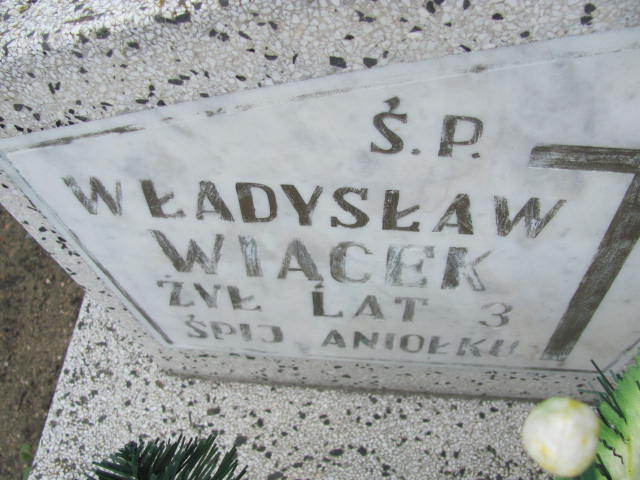 Ś.P.
WŁADYSŁAW
WIĄCEK
ŻYŁ LAT 3
ŚPIJ ANIOŁKU